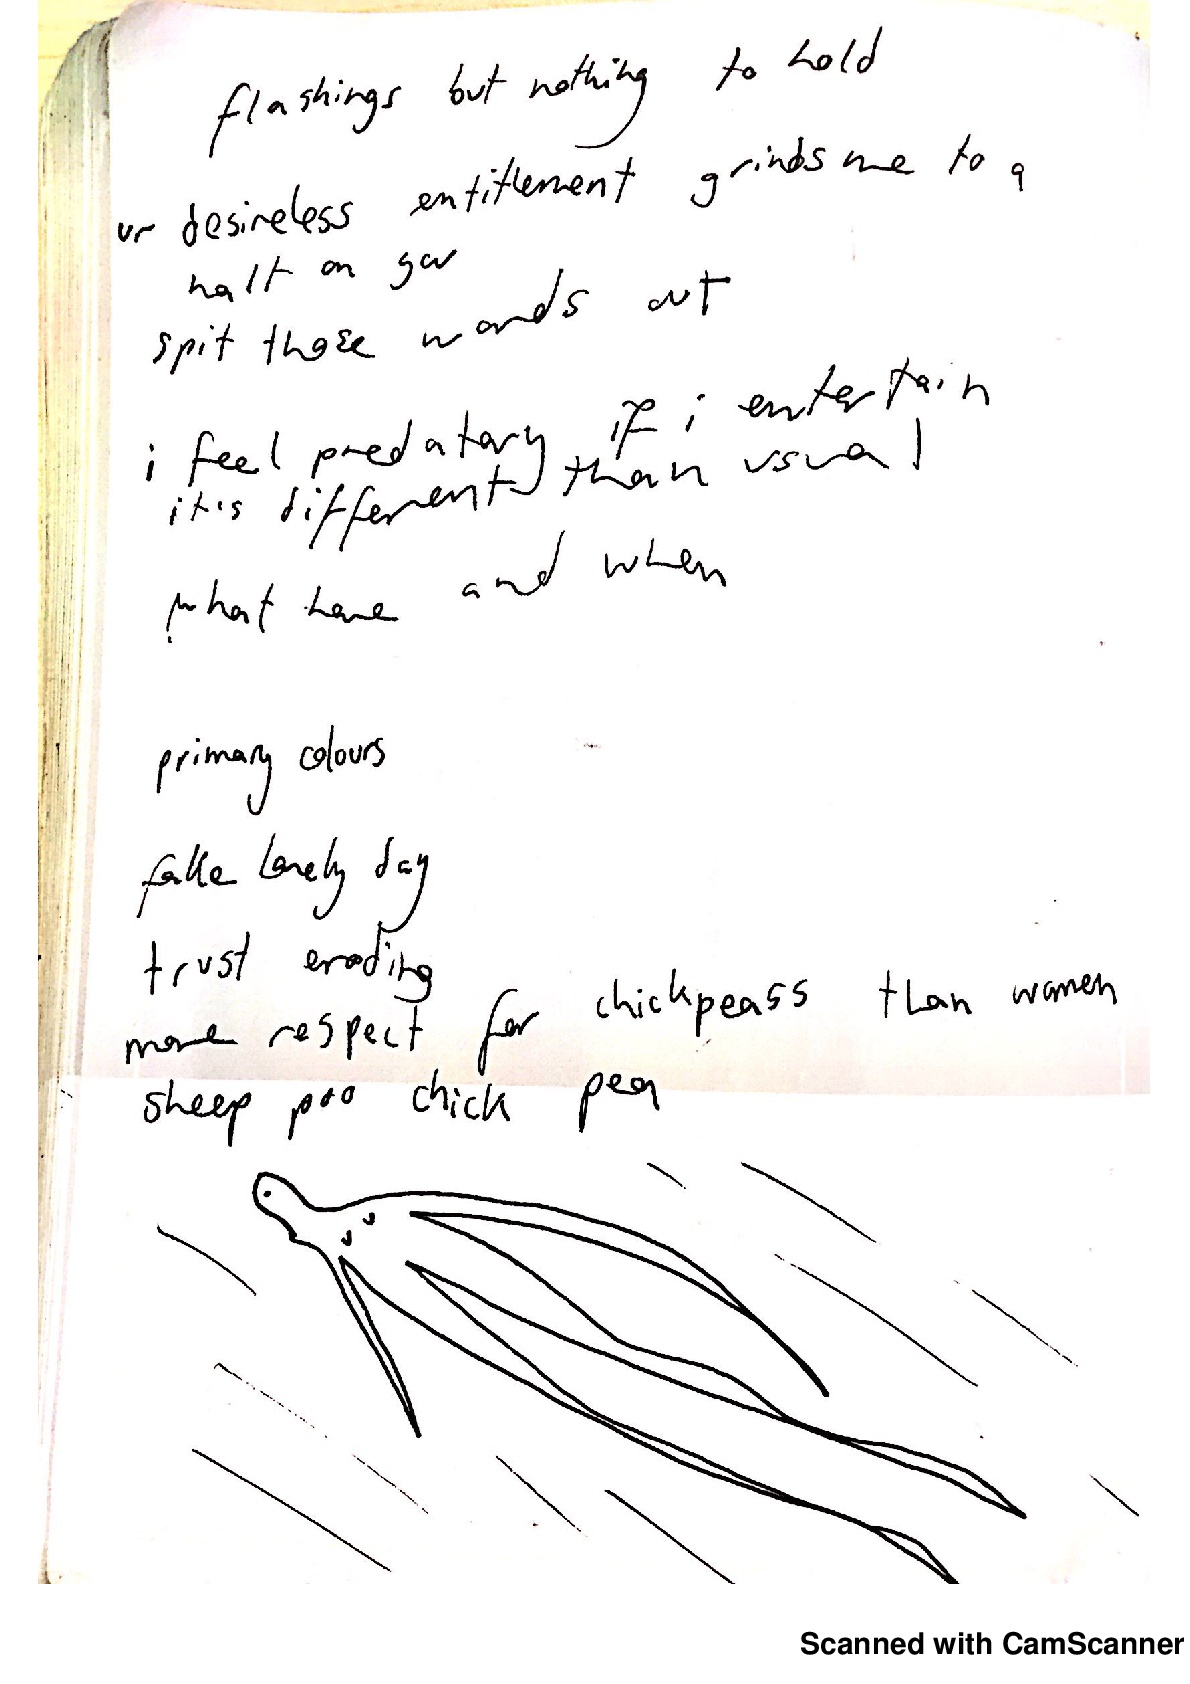 flashings but nothing to hold
ur desireless entitlement grinds me to a
halt on
spit those words out
i feel predatory if i entertain
it's different than usual
what have and when
primary colours
fake lonely day
trust eroding
more respect for chickpeass than women
sheep poo chick pea
Scanned with CamScanner